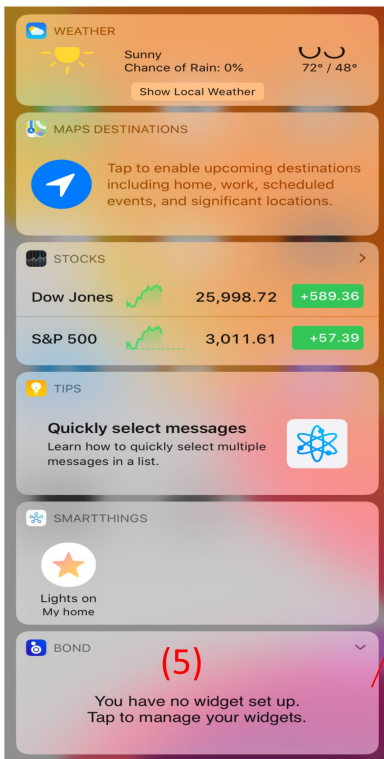 WEATHER
Sunny
Chance of Rain: 0%
72° / 48°
Show Local Weather
MAPS DESTINATIONS
Tap to enable upcoming destinations
including home, work, scheduled
events, and significant locations.
STOCKS
Dow Jones 25,998.72 +589.36
S&P 500 3,011.61 +57.39
TIPS
Quickly select messages
Learn how to quickly select multiple
messages in a list.
SMARTTHINGS
Lights on
My home
BOND
(5)
You have no widget set up.
Tap to manage your widgets.